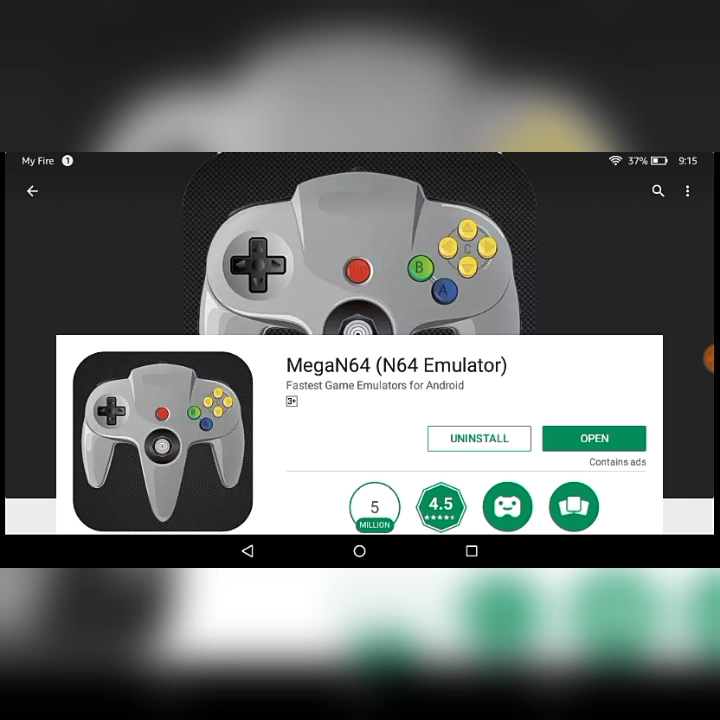 My Fire 1 37% 9:15
C
B
A
MegaN64 (N64 Emulator)
Fastest Game Emulators for Android
3+
B
A
UNINSTALL OPEN
Contains ads
5 4.5
MILLION